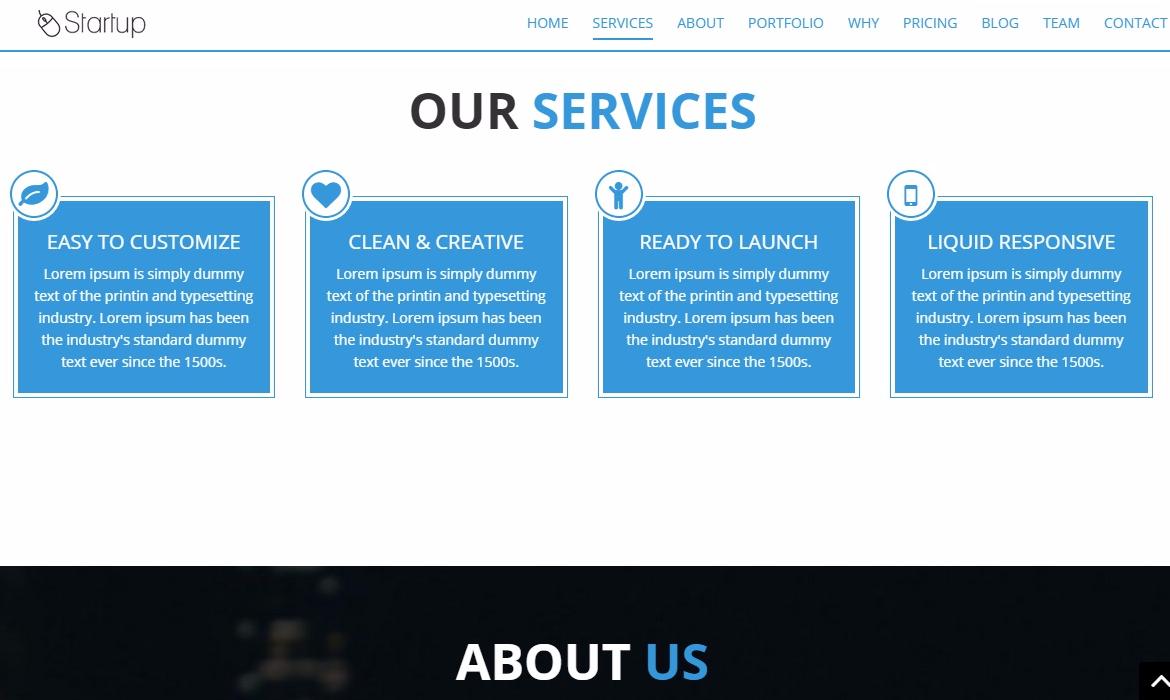 Startup
HOME SERVICES ABOUT PORTFOLIO WHY PRICING BLOG TEAM CONTACT
OUR SERVICES
EASY TO CUSTOMIZE
Lorem ipsum is simply dummy
text of the printin and typesetting
industry. Lorem ipsum has been
the industry's standard dummy
text ever since the 1500s.
CLEAN & CREATIVE
Lorem ipsum is simply dummy
text of the printin and typesetting
industry. Lorem ipsum has been
the industry's standard dummy
text ever since the 1500s.
READY TO LAUNCH
Lorem ipsum is simply dummy
text of the printin and typesetting
industry. Lorem ipsum has been
the industry's standard dummy
text ever since the 1500s.
LIQUID RESPONSIVE
Lorem ipsum is simply dummy
text of the printin and typesetting
industry. Lorem ipsum has been
the industry's standard dummy
text ever since the 1500s.
ABOUT US